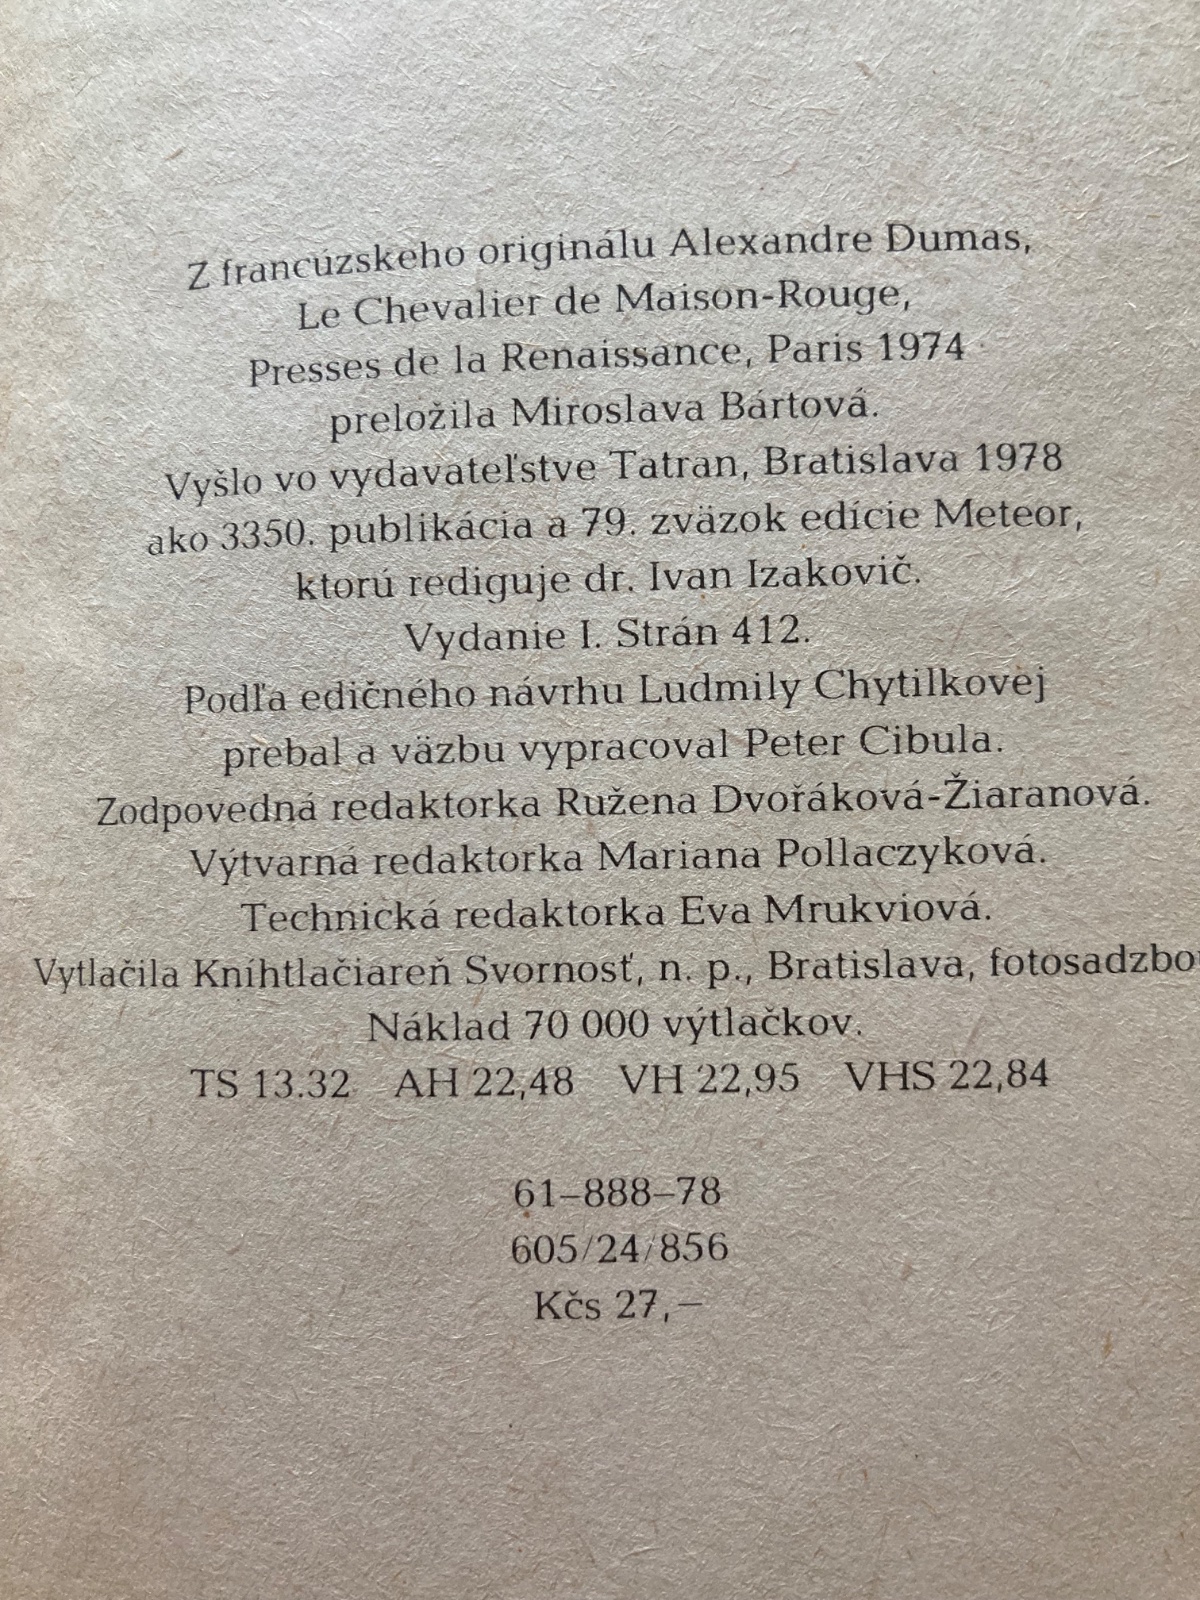 Z francúzskeho originálu Alexandre Dumas,
Le Chevalier de Maison-Rouge,
Presses de la Renaissance, Paris 1974
preložila Miroslava Bártová.
Vyšlo vo vydavateľstve Tatran, Bratislava 1978
ako 3350. publikácia a 79. zväzok edície Meteor,
ktorú rediguje dr. Ivan Izakovič.
Vydanie I. Strán 412.
Podľa edičného návrhu Ludmily Chytilkovej
prebal a väzbu vypracoval Peter Cibula.
Zodpovedná redaktorka Ružena Dvořáková-Žiaranová.
Výtvarná redaktorka Mariana Pollaczyková.
Technická redaktorka Eva Mrukviová.
Vytlačila Kníhtlačiareň Svornosť, n. p., Bratislava, fotosadzbou
Náklad 70 000 výtlačkov.
TS 13.32 AH 22,48 VH 22,95 VHS 22,84
61–888–78
605/24/856
Kčs 27,–